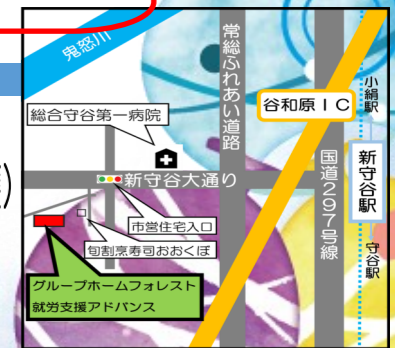 鬼怒川
常総ふれあい道路
小絹駅
谷和原IC
総合守谷第一病院
新守谷駅
国道297号線
新守谷大通り
市営住宅入口
旬割烹寿司おおくぼ
守谷駅
グループホームフォレスト
就労支援アドバンス